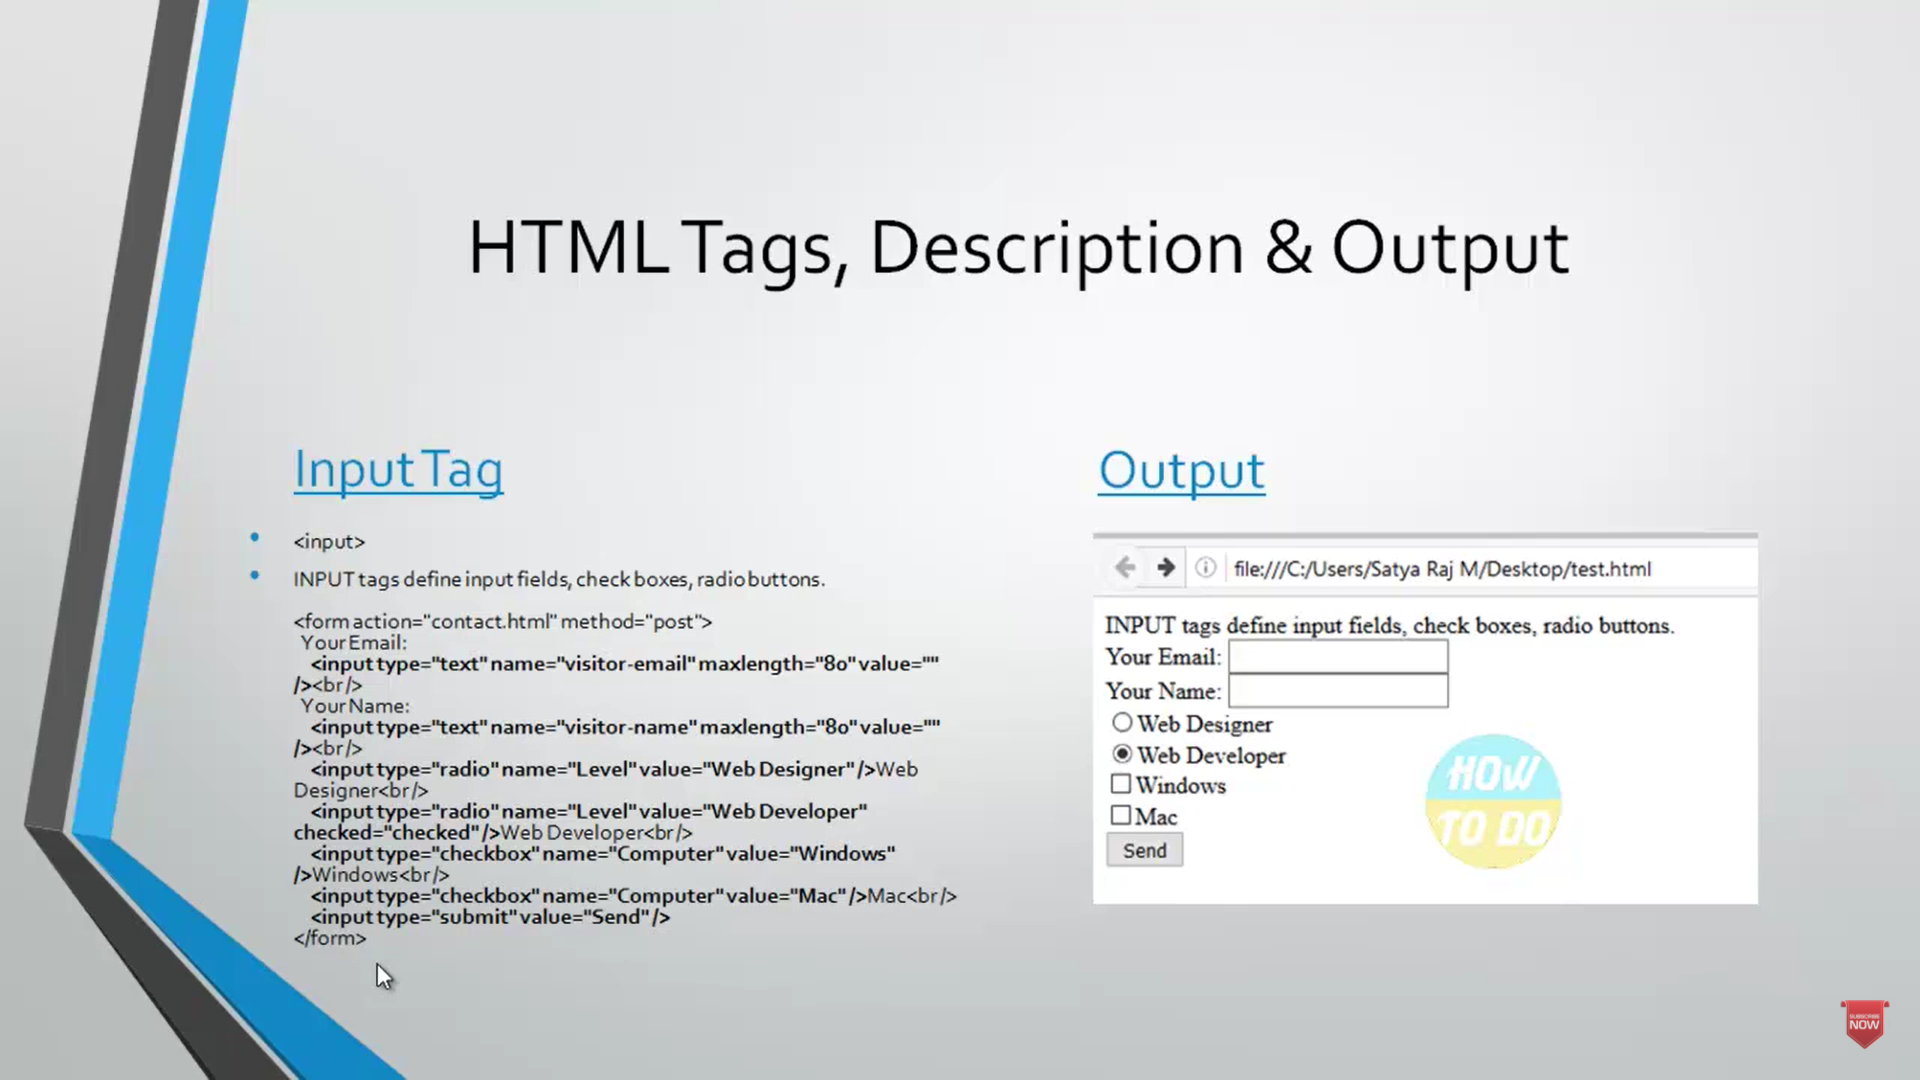 HTML Tags, Description & Output
Input Tag
<input>
INPUT tags define input fields, check boxes, radio buttons.
<form action="contact.html" method="post">
Your Email:
<input type="text" name="visitor-email" maxlength="80" value=""
/><br/>
Your Name:
<input type="text" name="visitor-name" maxlength="80" value=""
/><br/>
<input type="radio" name="Level" value="Web Designer" />Web
Designer<br/>
<input type="radio" name="Level" value="Web Developer"
checked="checked" />Web Developer<br/>
<input type="checkbox" name="Computer" value="Windows"
/>Windows<br/>
<input type="checkbox" name="Computer" value="Mac" />Mac<br/>
<input type="submit" value="Send" />
</form>
Output
file:///C:/Users/Satya Raj M/Desktop/test.html
INPUT tags define input fields, check boxes, radio buttons.
Your Email:
Your Name:
Web Designer
Web Developer
Windows
Mac
Send
HOW
TO DO
SUBSCRIBE
NOW